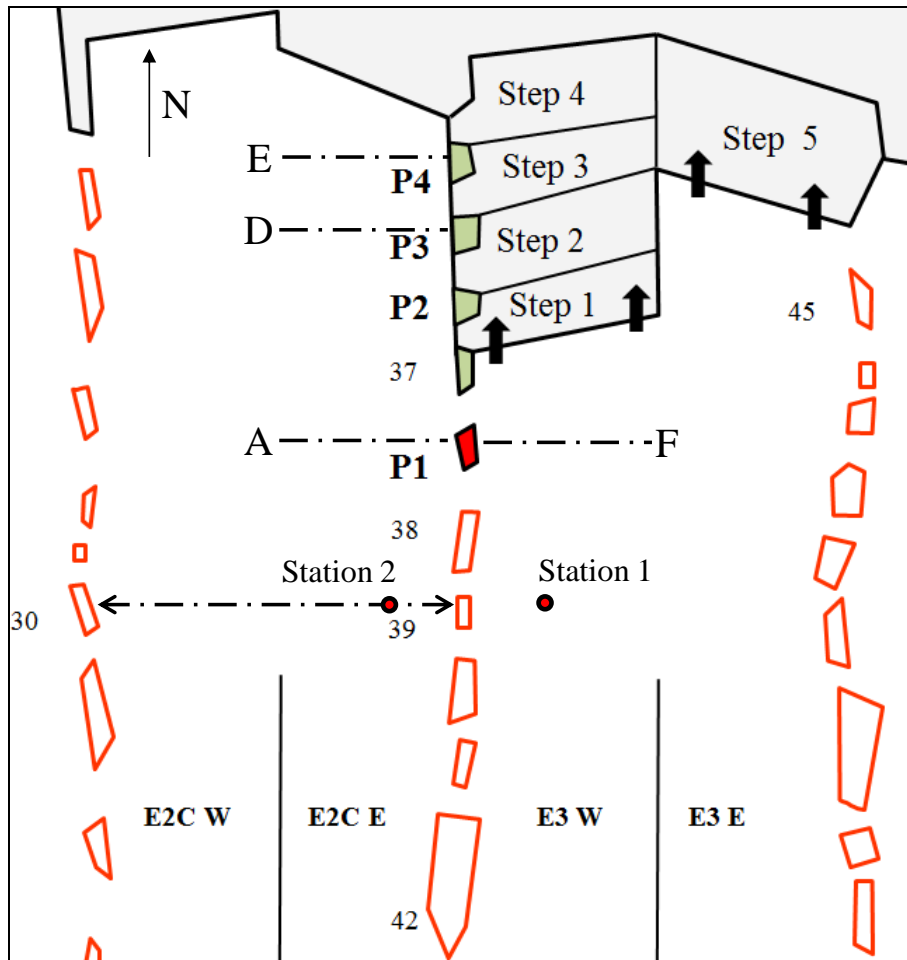 N
Step 4
Step 5
E
P4
Step 3
D
P3
Step 2
P2
Step 1
45
37
A
F
P1
38
Station 2
Station 1
30
39
E2C W
E2C E
E3 W
E3 E
42